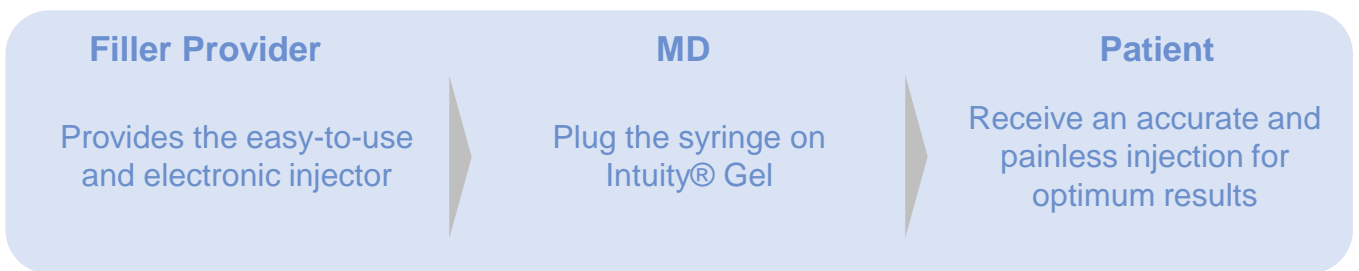 Filler Provider
Provides the easy-to-use
and electronic injector
MD
Plug the syringe on
Intuity® Gel
Patient
Receive an accurate and
painless injection for
optimum results